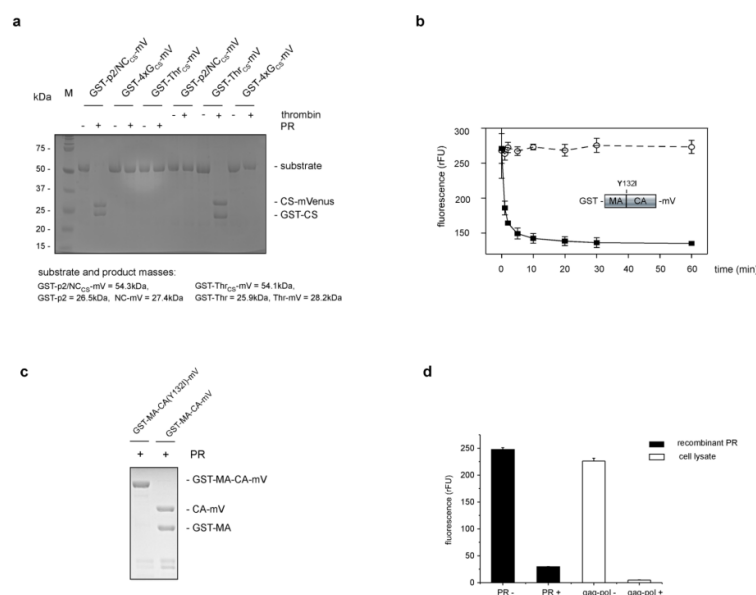 a
GST-p2/NCCS-mV
GST-4xGCS-mV
GST-ThrCS-mV
GST-p2/NCCS-mV
GST-ThrCS-mV
GST-4xGCS-mV
kDa
M
- + - + thrombin
- + - + - + PR
75 -
50 -
37 -
25 -
20 -
15 -
- substrate
- CS-mVenus
- GST-CS
substrate and product masses:
GST-p2/NCCS-mV = 54.3kDa,
GST-p2 = 26.5kDa, NC-mV = 27.4kDa
GST-ThrCS-mV = 54.1kDa,
GST-Thr = 25.9kDa, Thr-mV = 28.2kDa
b
fluorescence (rFU)
300
250
200
150
Y132I
GST - MA CA -mV
0 10 20 30 40 50 60
time (min)
c
GST-MA-CA(Y132I)-mV
GST-MA-CA-mV
+ + PR
- GST-MA-CA-mV
- CA-mV
- GST-MA
d
recombinant PR
cell lysate
fluorescence (rFU)
250
200
150
100
50
0
PR - PR + gag-pol - gag-pol +